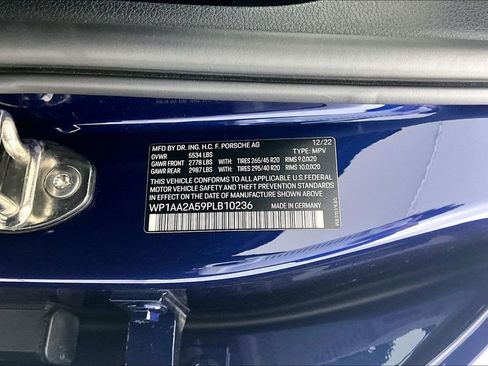 MFD BY DR. ING. H.C. F. PORSCHE AG 12/22
GVWR 5534 LBS TYPE: MPV
GAWR FRONT 2778 LBS WITH: TIRES 265/45 R20 RIMS 9.0JX20
GAWR REAR 2987 LBS WITH: TIRES 295/40 R20 RIMS 10.0JX20
THIS VEHICLE CONFORMS TO ALL APPLICABLE U.S. FEDERAL
MOTOR VEHICLE SAFETY BUMPER AND THEFT PREVENTION
STANDARDS IN EFFECT ON THE DATE OF MANUFACTURE
SHOWN ABOVE
WP1AA2A59PLB10236 MADE IN GERMANY